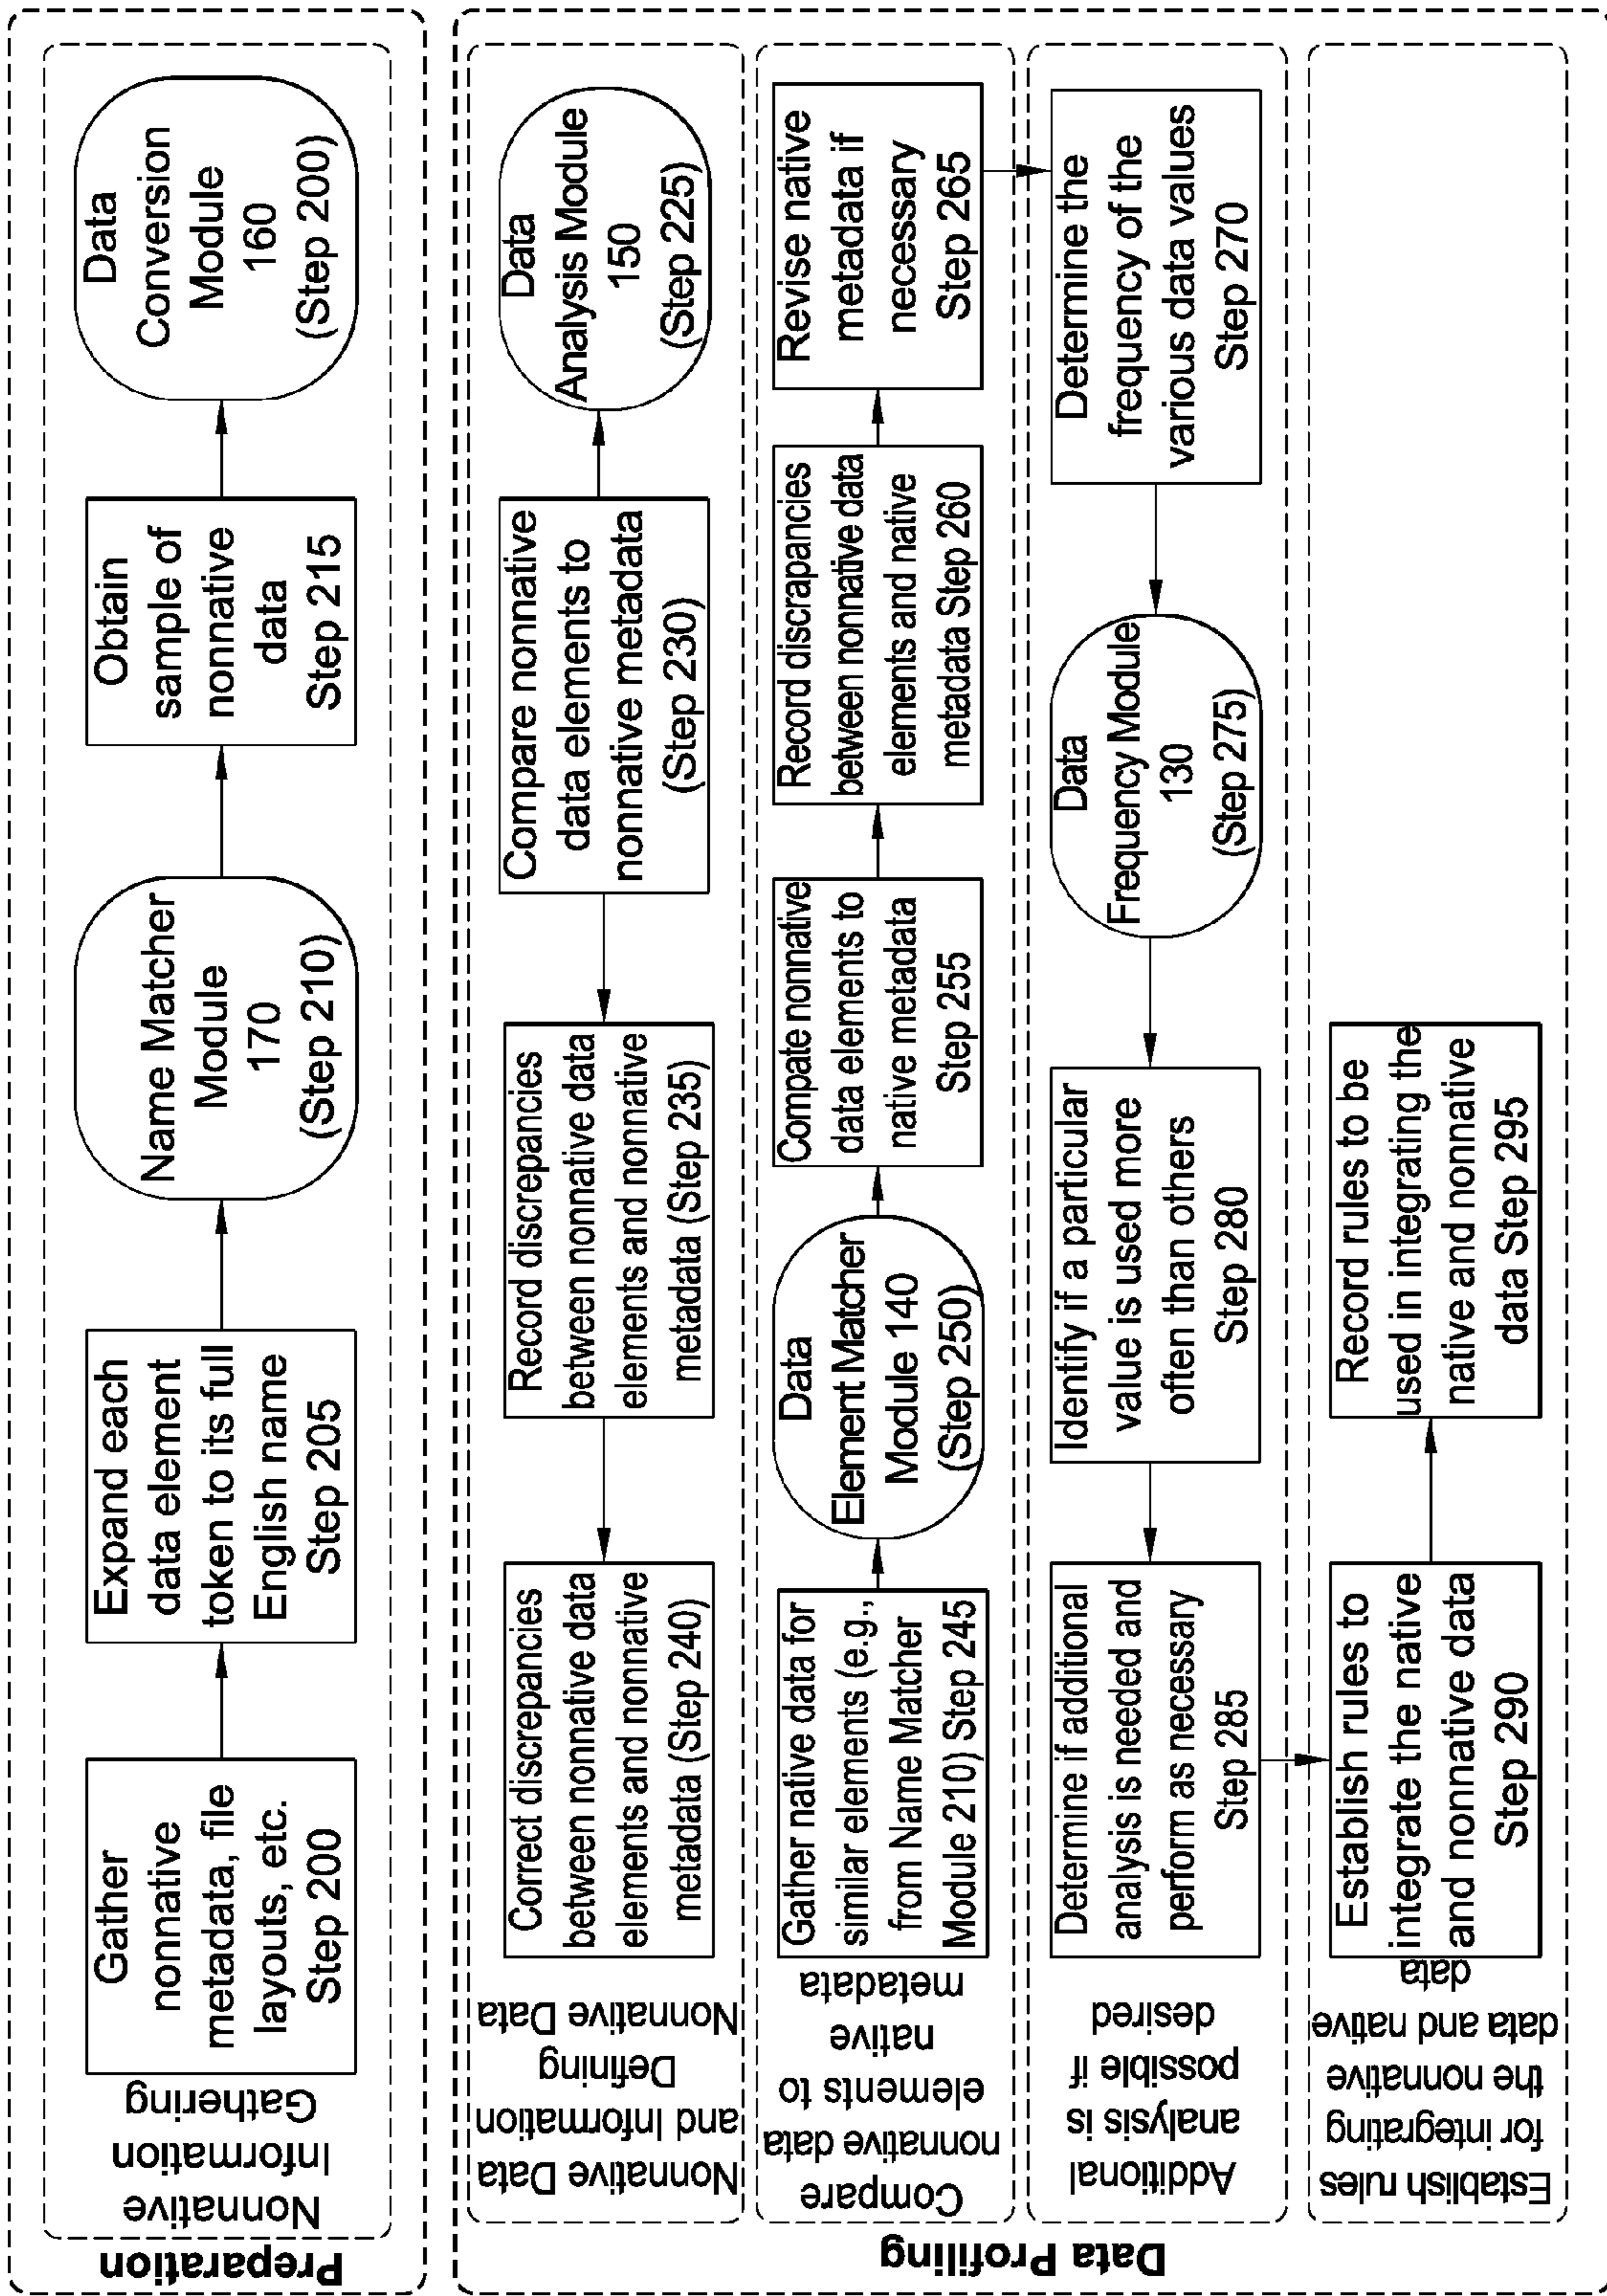 Preparation
Nonnative
Information
Gathering
Gather
nonnative
metadata, file
layouts, etc.
Step 200
Expand each
data element
token to its full
English name
Step 205
Name Matcher
Module
170
(Step 210)
Obtain
sample of
nonnative
data
Step 215
Data
Conversion
Module
160
(Step 200)
Data Profiling
Nonnative Data
and Information
Defining
Nonnative Data
Correct discrepancies
between nonnative data
elements and nonnative
metadata (Step 240)
Record discrepancies
between nonnative data
elements and nonnative
metadata (Step 235)
Compare nonnative
data elements to
nonnative metadata
(Step 230)
Data
Analysis Module
150
(Step 225)
Compare
nonnative data
elements to
native
metadata
Gather native data for
similar elements (e.g.,
from Name Matcher
Module 210) Step 245
Data
Element Matcher
Module 140
(Step 250)
Compate nonnative
data elements to
native metadata
Step 255
Record discrapancies
between nonnative data
elements and native
metadata Step 260
Revise native
metadata if
necessary
Step 265
Additional
analysis is
possible if
desired
Determine if additional
analysis is needed and
perform as necessary
Step 285
Identify if a particular
value is used more
often than others
Step 280
Data
Frequency Module
130
(Step 275)
Determine the
frequency of the
various data values
Step 270
Establish rules
for integrating
the nonnative
data and native
data
Establish rules to
integrate the native
and nonnative data
Step 290
Record rules to be
used in integrating the
native and nonnative
data Step 295